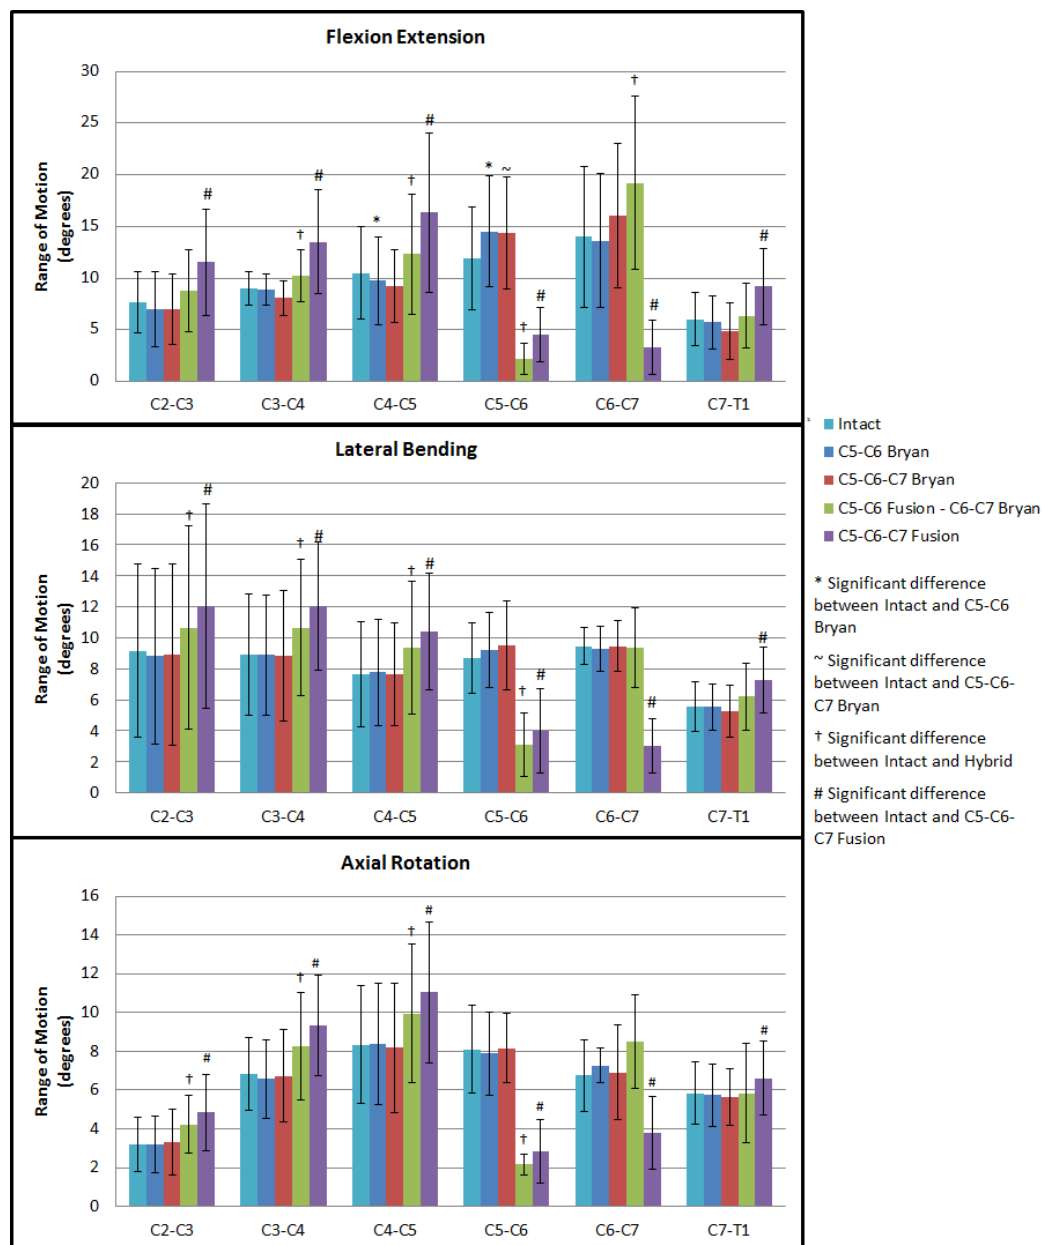 Flexion Extension
Range of Motion
(degrees)
30
25
20
15
10
5
0
# # † # * † # * ~ † # † # #
C2-C3 C3-C4 C4-C5 C5-C6 C6-C7 C7-T1
Lateral Bending
Range of Motion
(degrees)
20
18
16
14
12
10
8
6
4
2
0
† # † # † # † # # #
C2-C3 C3-C4 C4-C5 C5-C6 C6-C7 C7-T1
Axial Rotation
Range of Motion
(degrees)
16
14
12
10
8
6
4
2
0
† # † # † # † # # #
C2-C3 C3-C4 C4-C5 C5-C6 C6-C7 C7-T1
Intact
C5-C6 Bryan
C5-C6-C7 Bryan
C5-C6 Fusion - C6-C7 Bryan
C5-C6-C7 Fusion
* Significant difference
between Intact and C5-C6
Bryan
~ Significant difference
between Intact and C5-C6-
C7 Bryan
† Significant difference
between Intact and Hybrid
# Significant difference
between Intact and C5-C6-
C7 Fusion